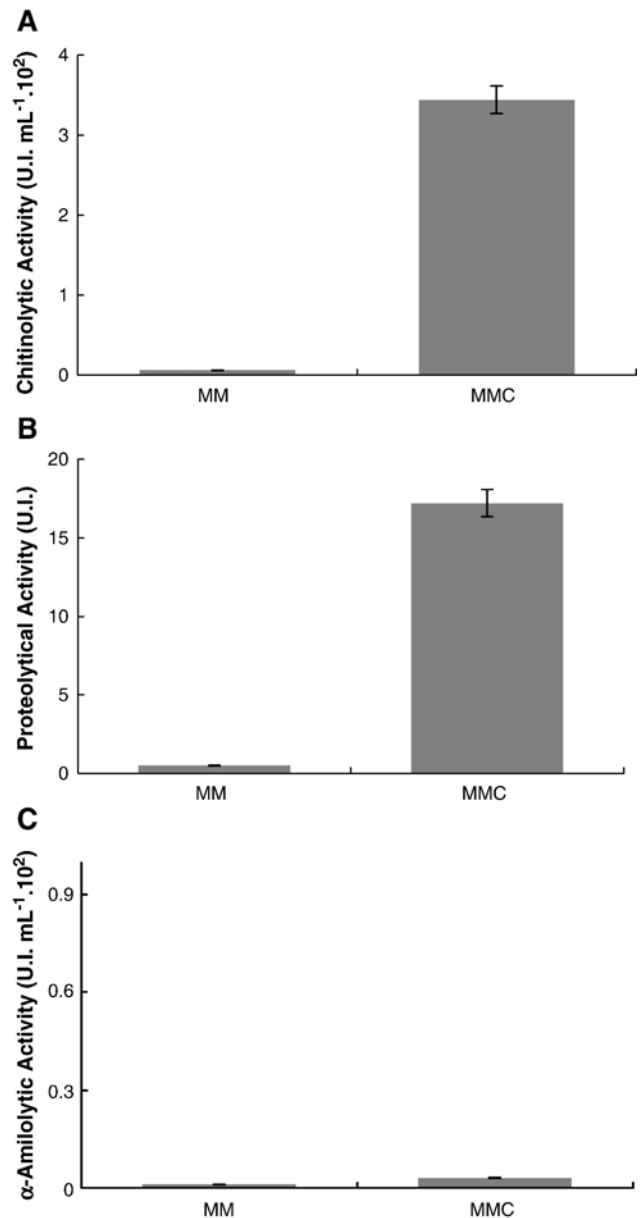 A
Chitinolytic Activity (U.I. mL⁻¹.10²)
4
3
2
1
0
MM MMC
B
Proteolytical Activity (U.I.)
20
15
10
5
0
MM MMC
C
α-Amilolytic Activity (U.I. mL⁻¹.10²)
0.9
0.6
0.3
0
MM MMC